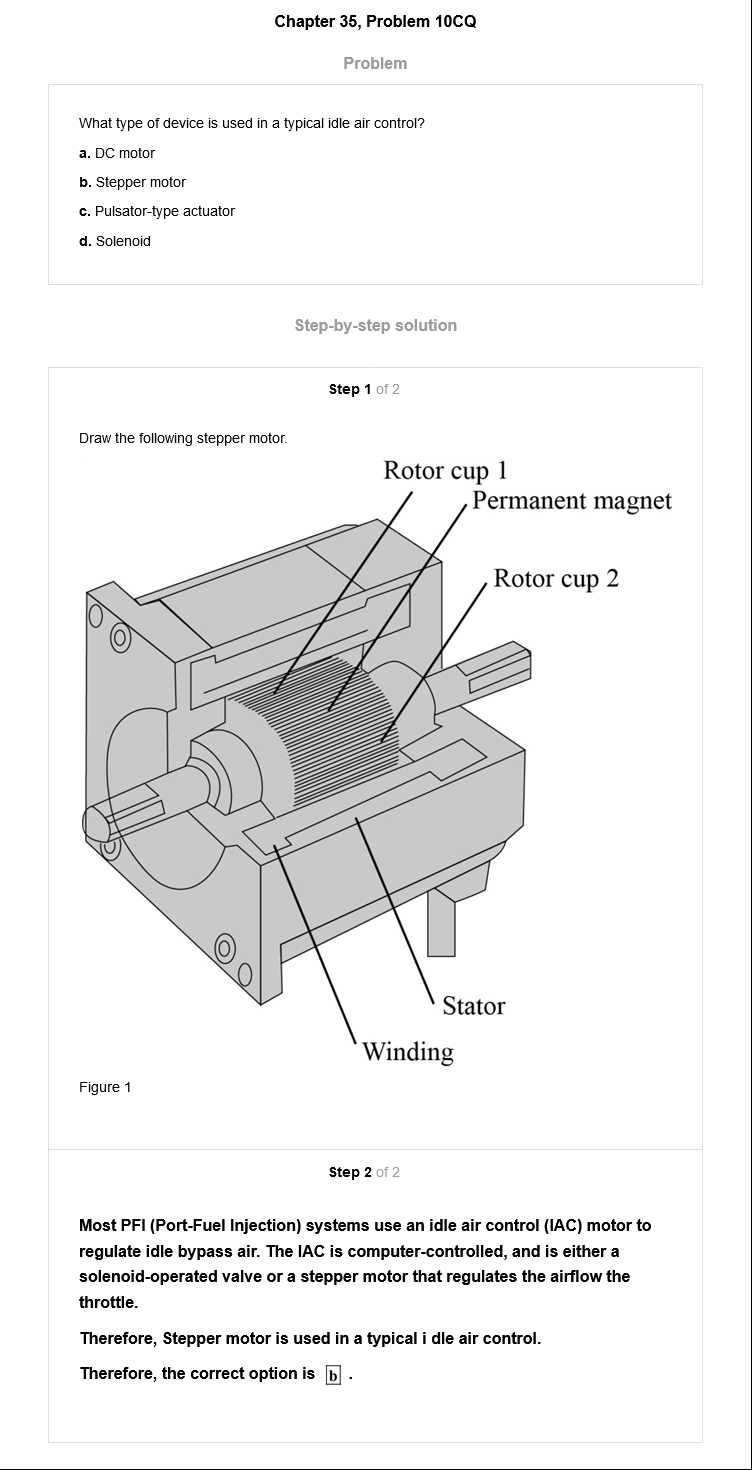 Chapter 35, Problem 10CQ
Problem
What type of device is used in a typical idle air control?
a. DC motor
b. Stepper motor
c. Pulsator-type actuator
d. Solenoid
Step-by-step solution
Step 1 of 2
Draw the following stepper motor.
Rotor cup 1
Permanent magnet
Rotor cup 2
Stator
Winding
Figure 1
Step 2 of 2
Most PFI (Port-Fuel Injection) systems use an idle air control (IAC) motor to
regulate idle bypass air. The IAC is computer-controlled, and is either a
solenoid-operated valve or a stepper motor that regulates the airflow the
throttle.
Therefore, Stepper motor is used in a typical i dle air control.
Therefore, the correct option is b .